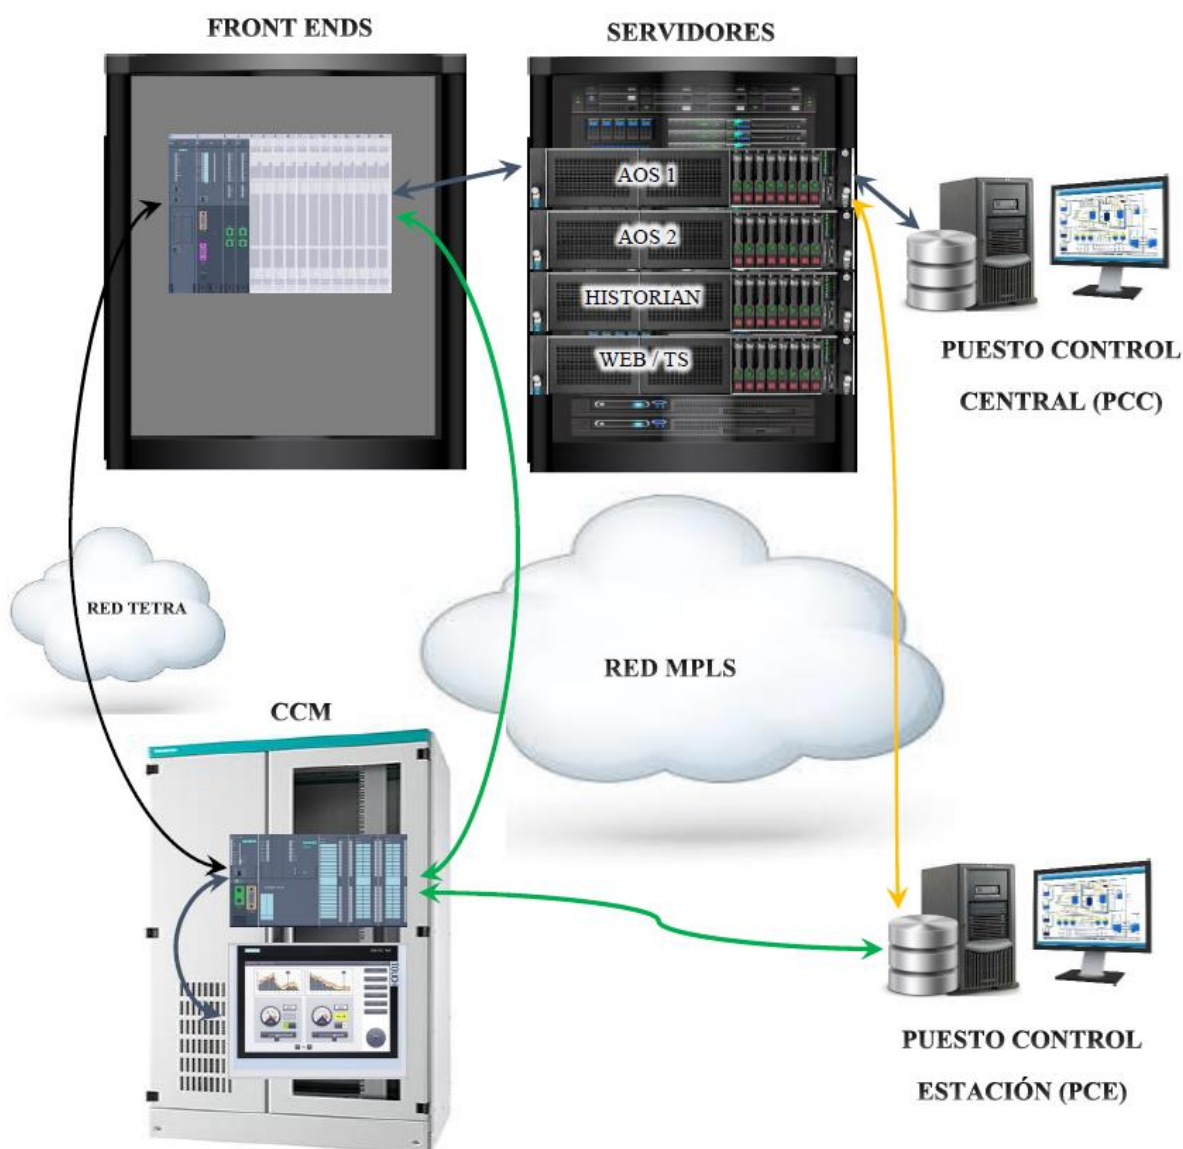 FRONT ENDS
SERVIDORES
AOS 1
AOS 2
HISTORIAN
WEB / TS
PUESTO CONTROL
CENTRAL (PCC)
RED TETRA
RED MPLS
CCM
PUESTO CONTROL
ESTACIÓN (PCE)